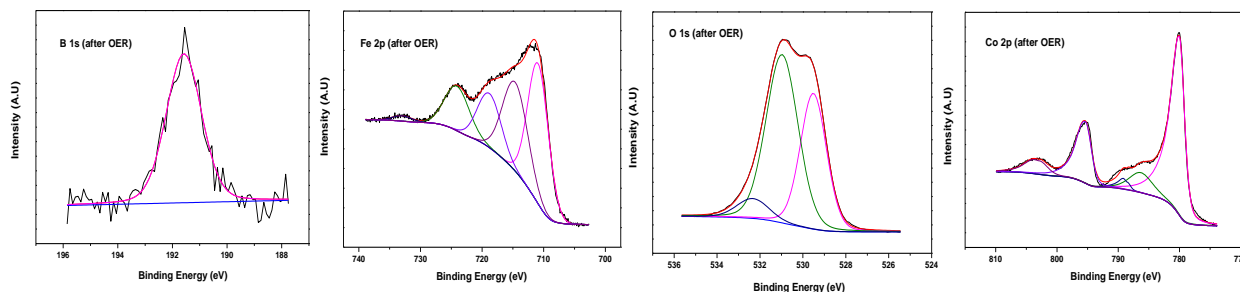 B 1s (after OER)
Intensity (A.U)
196 194 192 190 188
Binding Energy (eV)
Fe 2p (after OER)
Intensity (A.U)
740 730 720 710 700
Binding Energy (eV)
O 1s (after OER)
Intensity (A.U)
536 534 532 530 528 526 524
Binding Energy (eV)
Co 2p (after OER)
Intensity (A.U)
810 800 790 780 77
Binding Energy (eV)